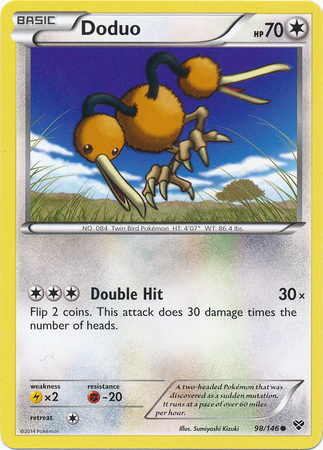 BASIC
Doduo
HP 70
NO. 084 Twin Bird Pokémon HT. 4'07" WT. 86.4 lbs.
Double Hit 30×
Flip 2 coins. This attack does 30 damage times
the number of heads.
weakness
×2
resistance
-20
retreat
A two-headed Pokémon that was
discovered as a sudden mutation.
It runs at a pace of over 60 miles
per hour.
©2014 Pokémon
Illus. Sumiyoshi Kizuki
98/146
XY